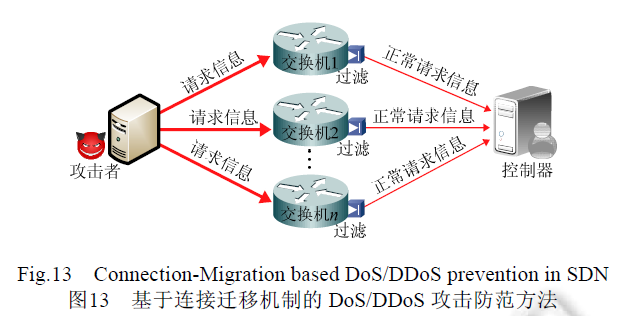 请求信息
交换机1
过滤
正常请求信息
请求信息
交换机2
过滤
正常请求信息
攻击者
控制器
请求信息
交换机n
过滤
正常请求信息
Fig.13 Connection-Migration based DoS/DDoS prevention in SDN
图13 基于连接迁移机制的 DoS/DDoS 攻击防范方法